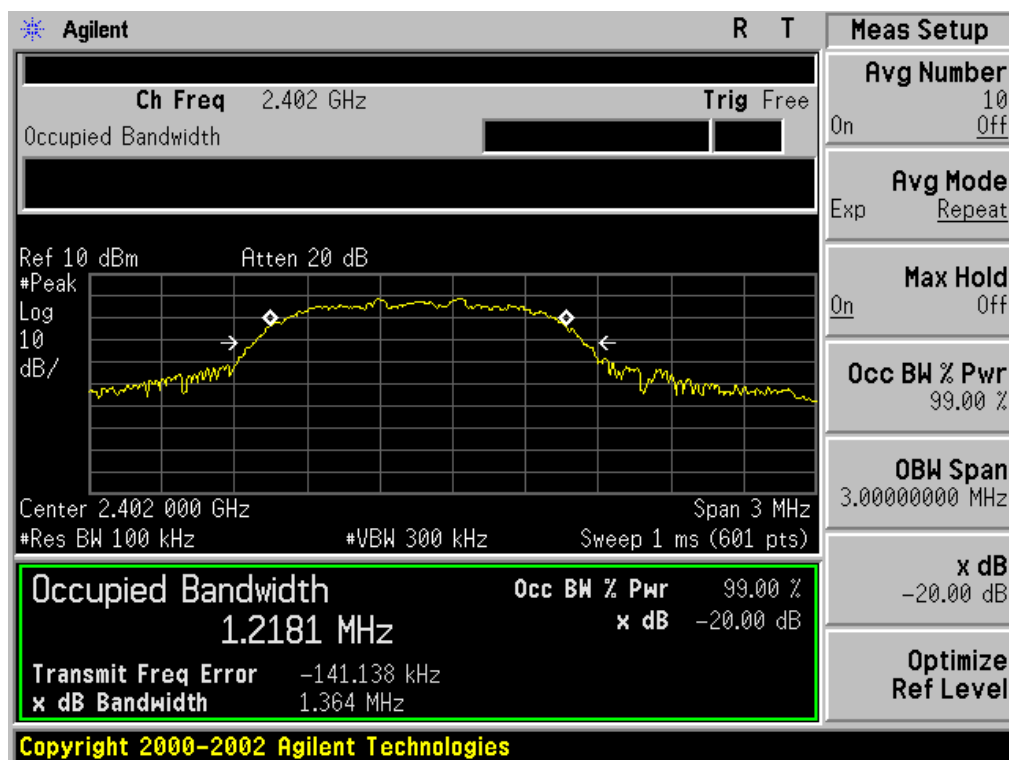 Agilent R T
Ch Freq 2.402 GHz Trig Free
Occupied Bandwidth
Ref 10 dBm Atten 20 dB
#Peak
Log
10
dB/
Center 2.402 000 GHz Span 3 MHz
#Res BW 100 kHz #VBW 300 kHz Sweep 1 ms (601 pts)
Occupied Bandwidth
1.2181 MHz
Occ BW % Pwr 99.00 %
x dB -20.00 dB
Transmit Freq Error -141.138 kHz
x dB Bandwidth 1.364 MHz
Copyright 2000-2002 Agilent Technologies
Meas Setup
Avg Number
10
On Off
Avg Mode
Exp Repeat
Max Hold
On Off
Occ BW % Pwr
99.00 %
OBW Span
3.00000000 MHz
x dB
-20.00 dB
Optimize
Ref Level